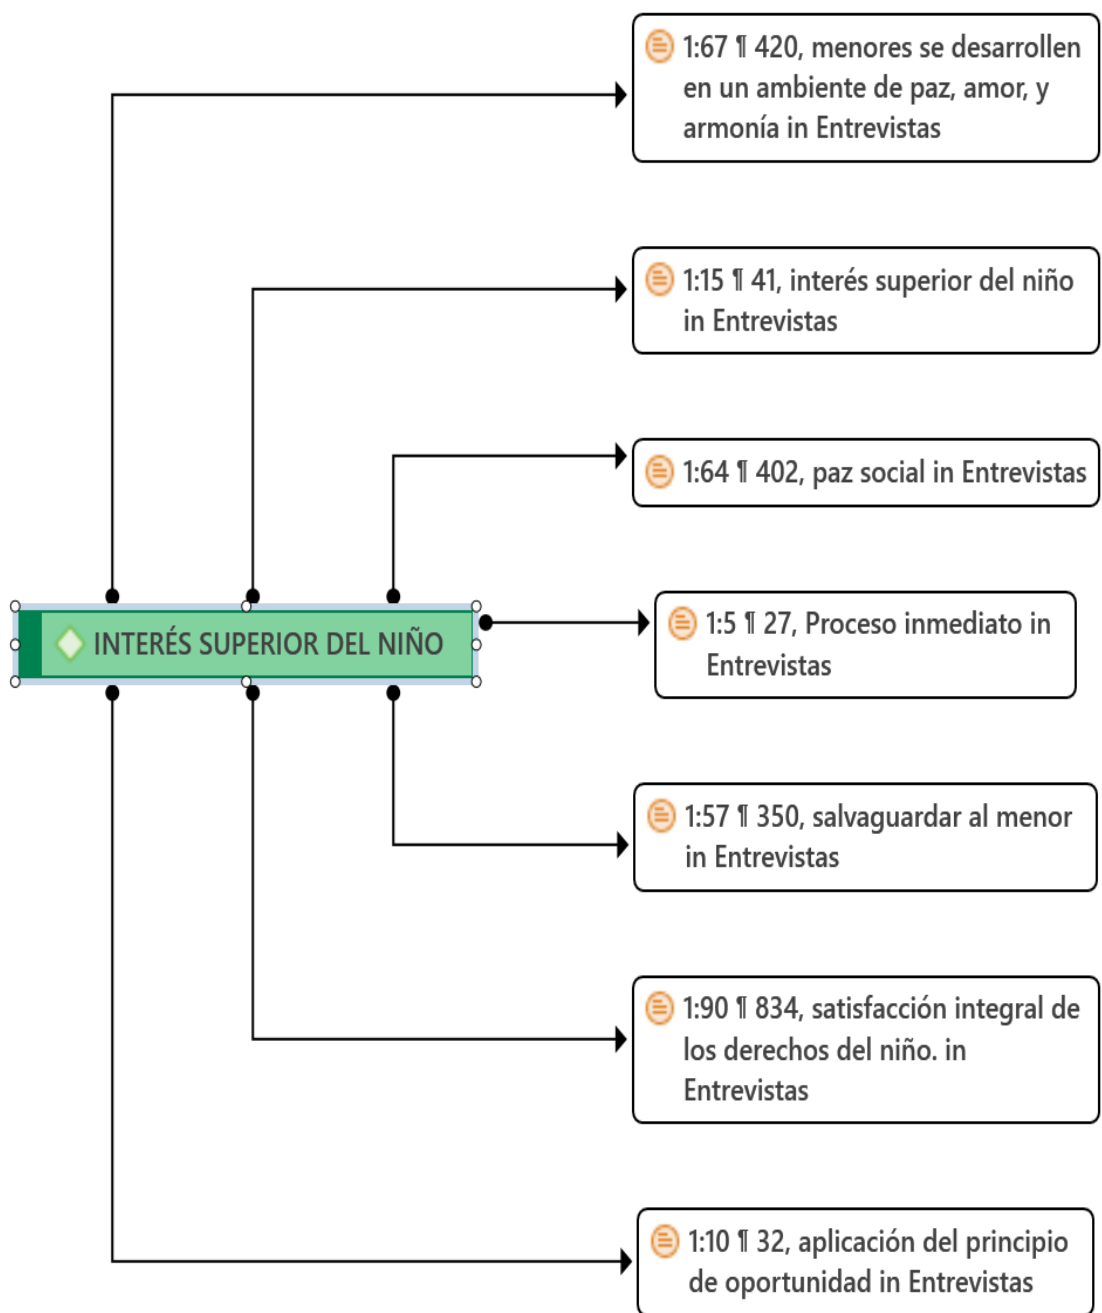 1:67 ¶ 420, menores se desarrollen
en un ambiente de paz, amor, y
armonía in Entrevistas
1:15 ¶ 41, interés superior del niño
in Entrevistas
1:64 ¶ 402, paz social in Entrevistas
INTERÉS SUPERIOR DEL NIÑO
1:5 ¶ 27, Proceso inmediato in
Entrevistas
1:57 ¶ 350, salvaguardar al menor
in Entrevistas
1:90 ¶ 834, satisfacción integral de
los derechos del niño. in
Entrevistas
1:10 ¶ 32, aplicación del principio
de oportunidad in Entrevistas